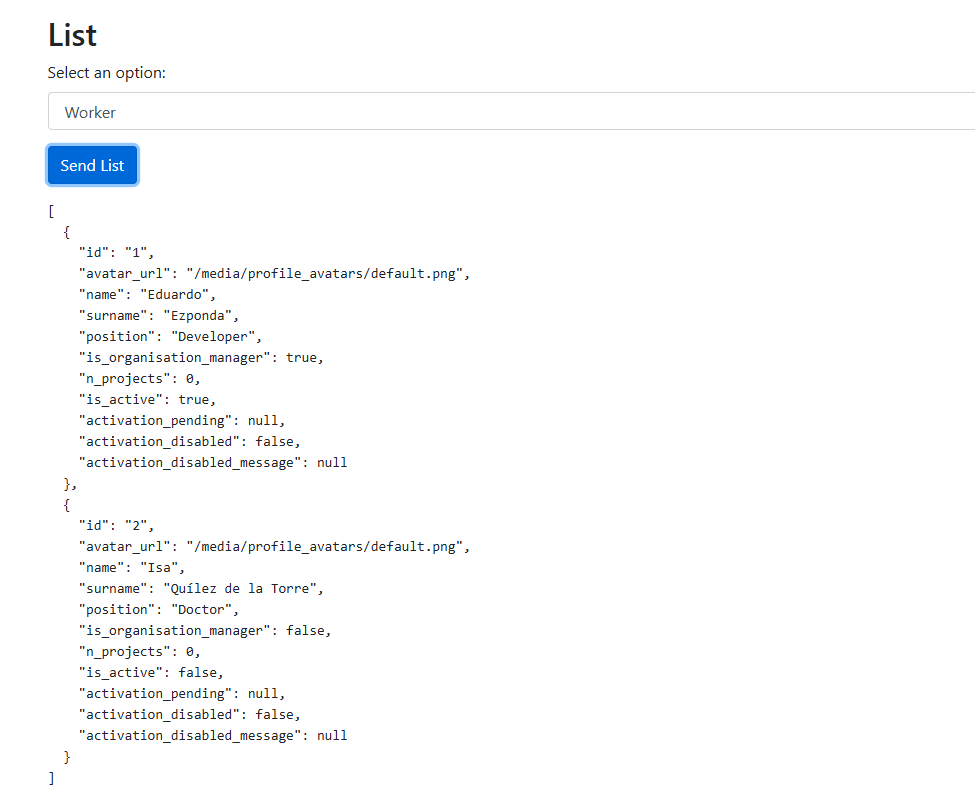 List
Select an option:
Worker
Send List
[
  {
    "id": "1",
    "avatar_url": "/media/profile_avatars/default.png",
    "name": "Eduardo",
    "surname": "Ezponda",
    "position": "Developer",
    "is_organisation_manager": true,
    "n_projects": 0,
    "is_active": true,
    "activation_pending": null,
    "activation_disabled": false,
    "activation_disabled_message": null
  },
  {
    "id": "2",
    "avatar_url": "/media/profile_avatars/default.png",
    "name": "Isa",
    "surname": "Quílez de la Torre",
    "position": "Doctor",
    "is_organisation_manager": false,
    "n_projects": 0,
    "is_active": false,
    "activation_pending": null,
    "activation_disabled": false,
    "activation_disabled_message": null
  }
]